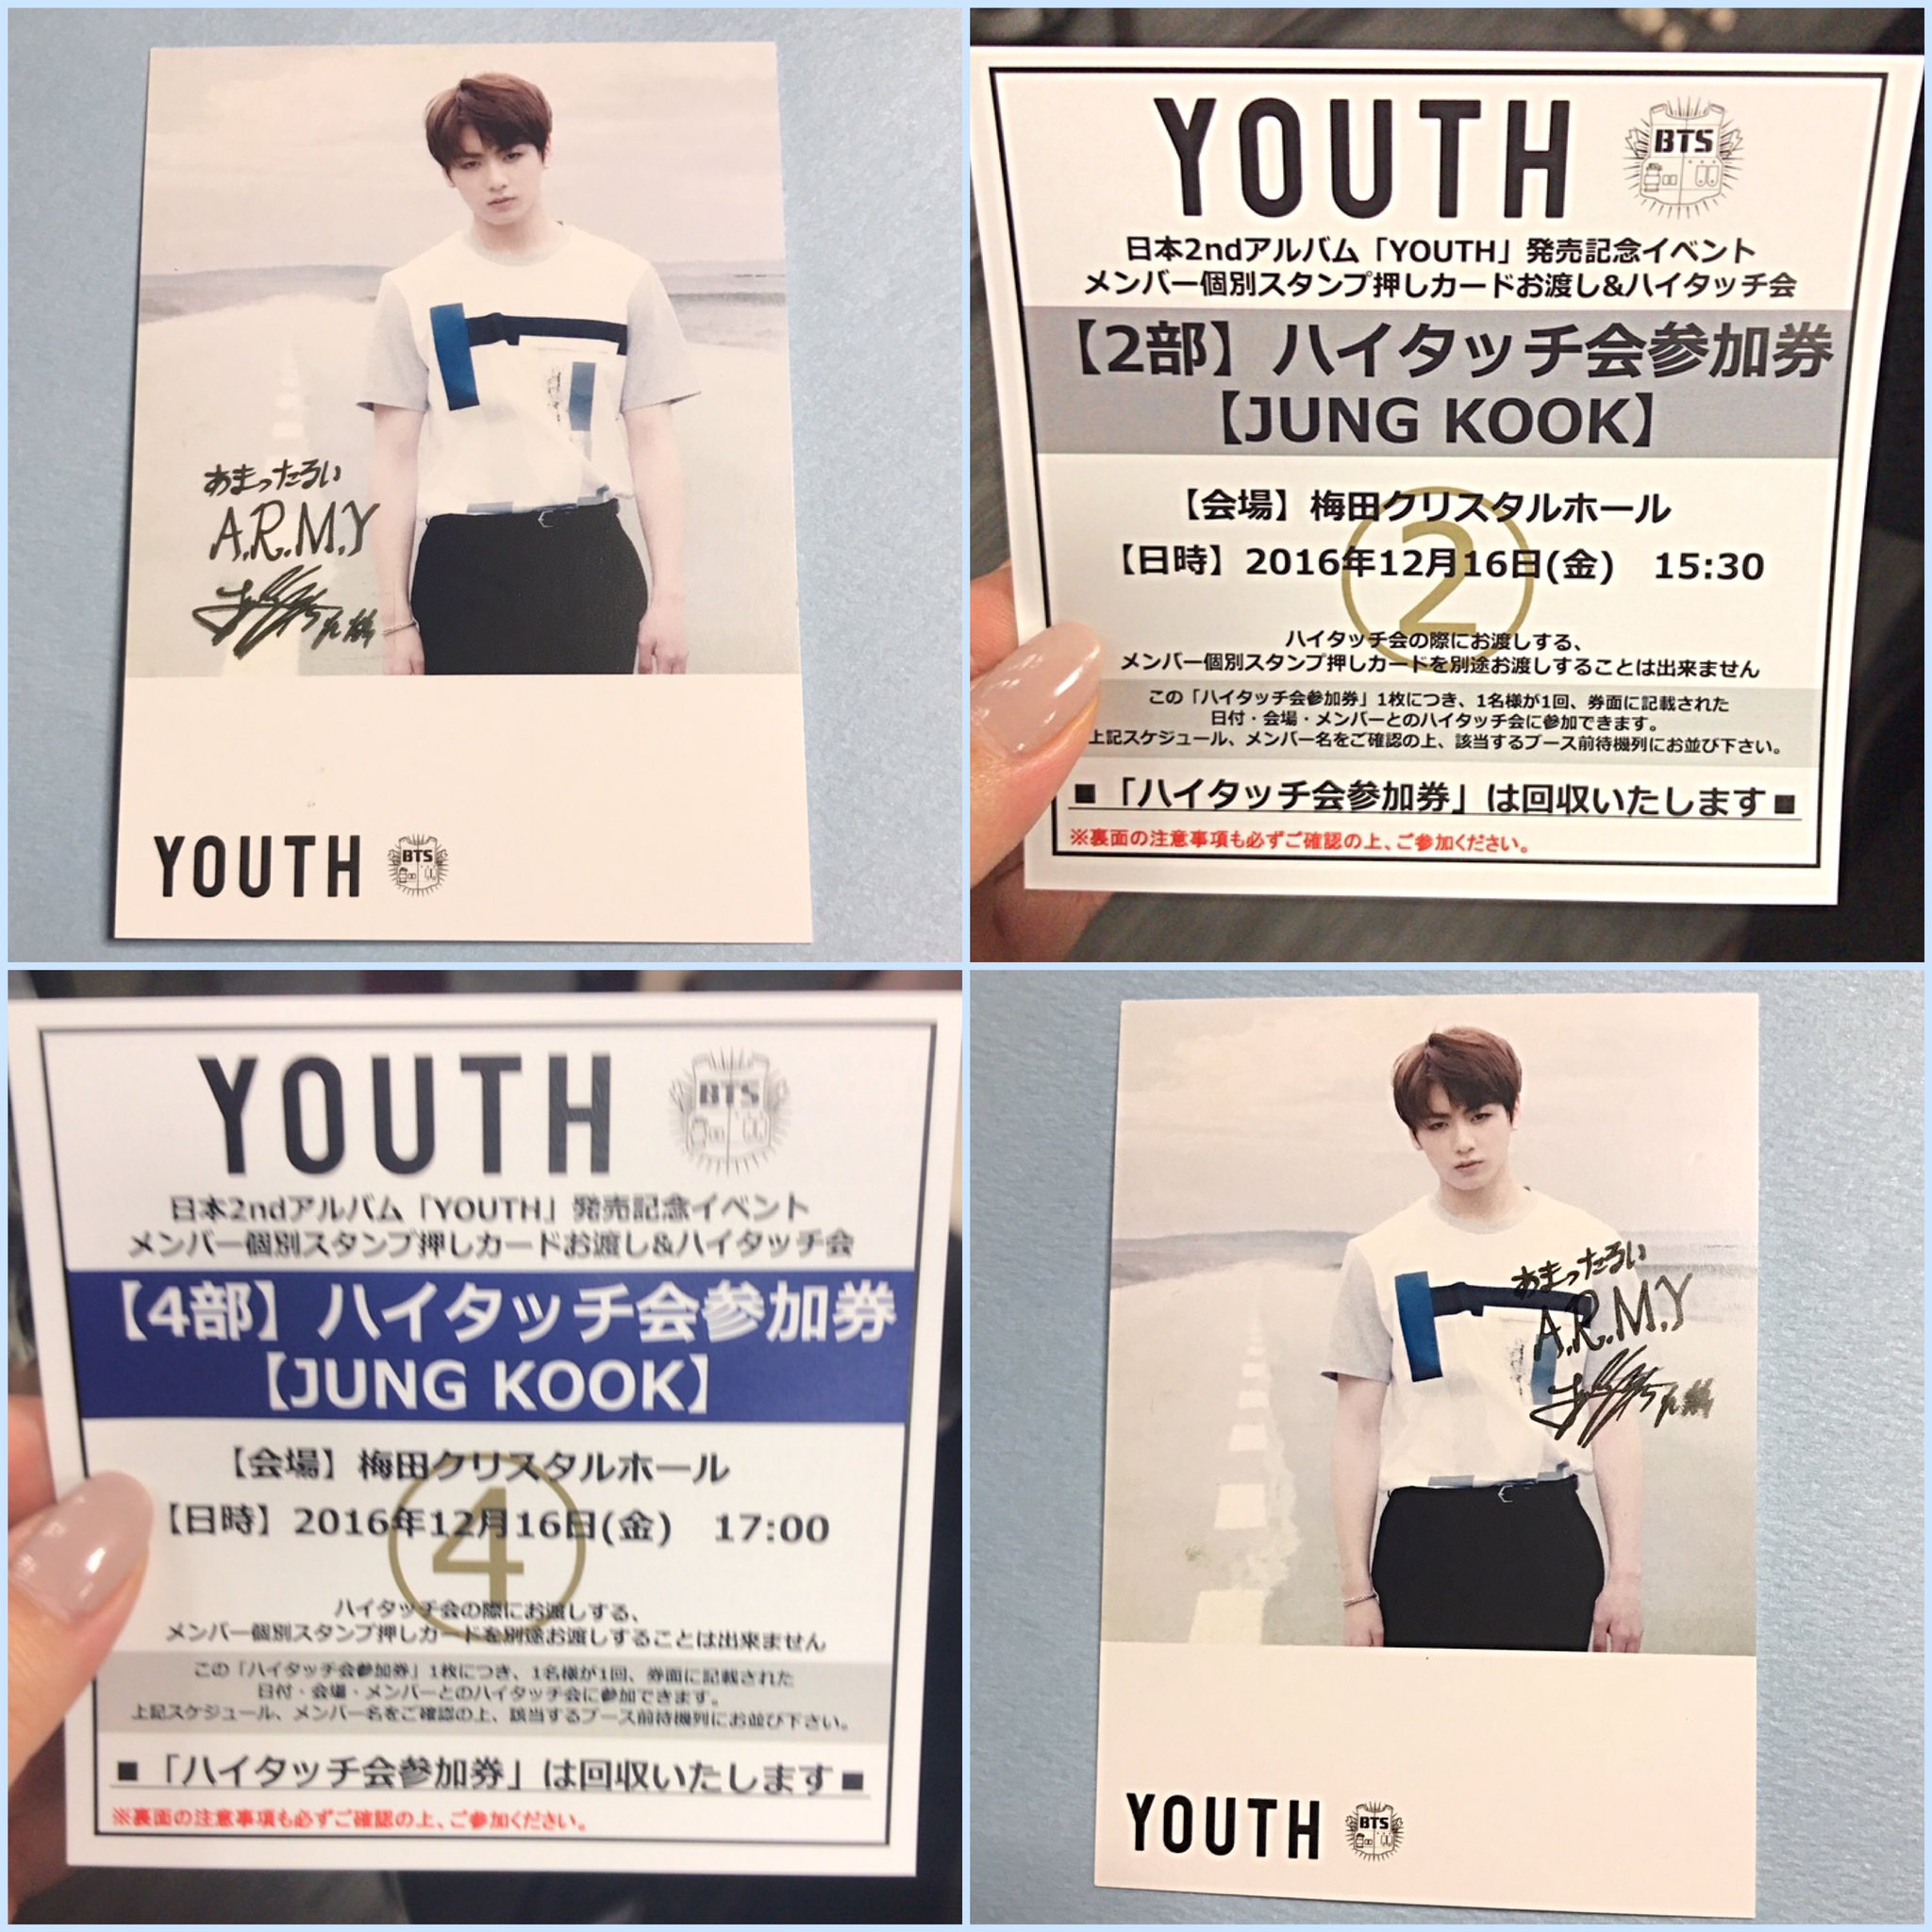 あまったるい
A.R.M.Y
YOUTH
BTS
YOUTH
BTS
日本2ndアルバム「YOUTH」発売記念イベント
メンバー個別スタンプ押しカードお渡し&ハイタッチ会
【2部】ハイタッチ会参加券
【JUNG KOOK】
【会場】梅田クリスタルホール
【日時】2016年12月16日(金) 15:30
②
ハイタッチ会の際にお渡しする、
メンバー個別スタンプ押しカードを別途お渡しすることは出来ません
この「ハイタッチ会参加券」1枚につき、1名様が1回、券面に記載された
日付・会場・メンバーとのハイタッチ会に参加できます。
上記スケジュール、メンバー名をご確認の上、該当するブース前待機列にお並び下さい。
■「ハイタッチ会参加券」は回収いたします■
※裏面の注意事項も必ずご確認の上、ご参加ください。
YOUTH
BTS
日本2ndアルバム「YOUTH」発売記念イベント
メンバー個別スタンプ押しカードお渡し&ハイタッチ会
【4部】ハイタッチ会参加券
【JUNG KOOK】
【会場】梅田クリスタルホール
【日時】2016年12月16日(金) 17:00
④
ハイタッチ会の際にお渡しする、
メンバー個別スタンプ押しカードを別途お渡しすることは出来ません
この「ハイタッチ会参加券」1枚につき、1名様が1回、券面に記載された
日付・会場・メンバーとのハイタッチ会に参加できます。
上記スケジュール、メンバー名をご確認の上、該当するブース前待機列にお並び下さい。
■「ハイタッチ会参加券」は回収いたします■
※裏面の注意事項も必ずご確認の上、ご参加ください。
あまったるい
A.R.M.Y
YOUTH
BTS